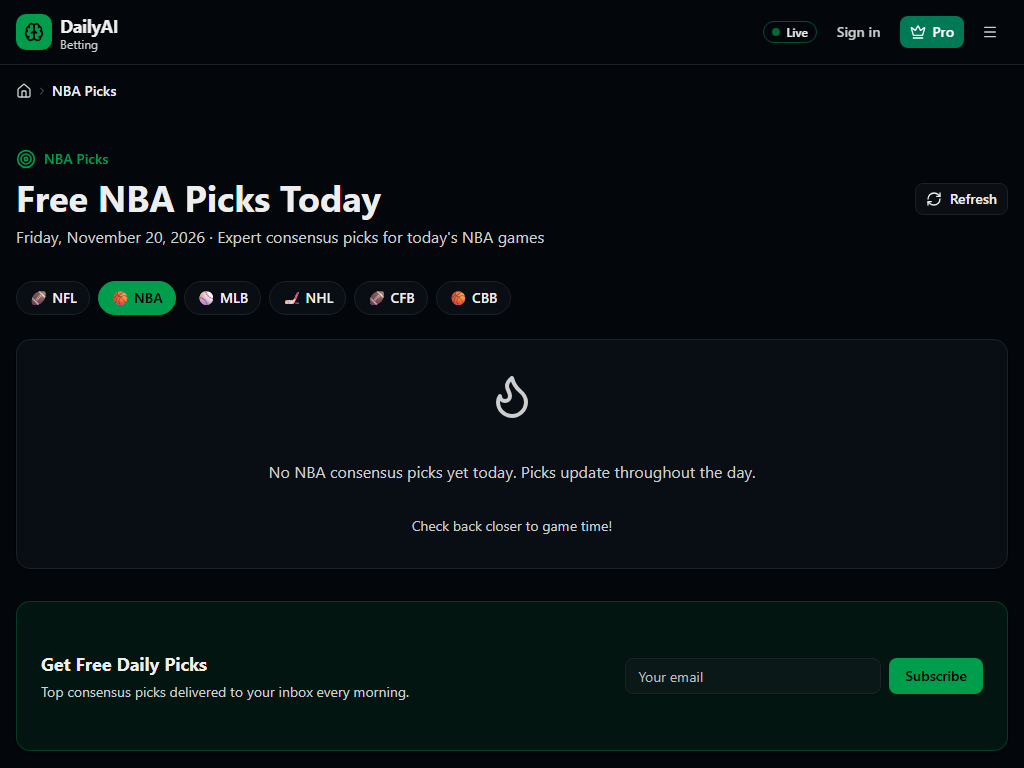 DailyAI
Betting
Live
Sign in
Pro
NBA Picks
NBA Picks
Free NBA Picks Today
Refresh
Friday, November 20, 2026 · Expert consensus picks for today's NBA games
NFL
NBA
MLB
NHL
CFB
CBB
No NBA consensus picks yet today. Picks update throughout the day.
Check back closer to game time!
Get Free Daily Picks
Top consensus picks delivered to your inbox every morning.
Your email
Subscribe